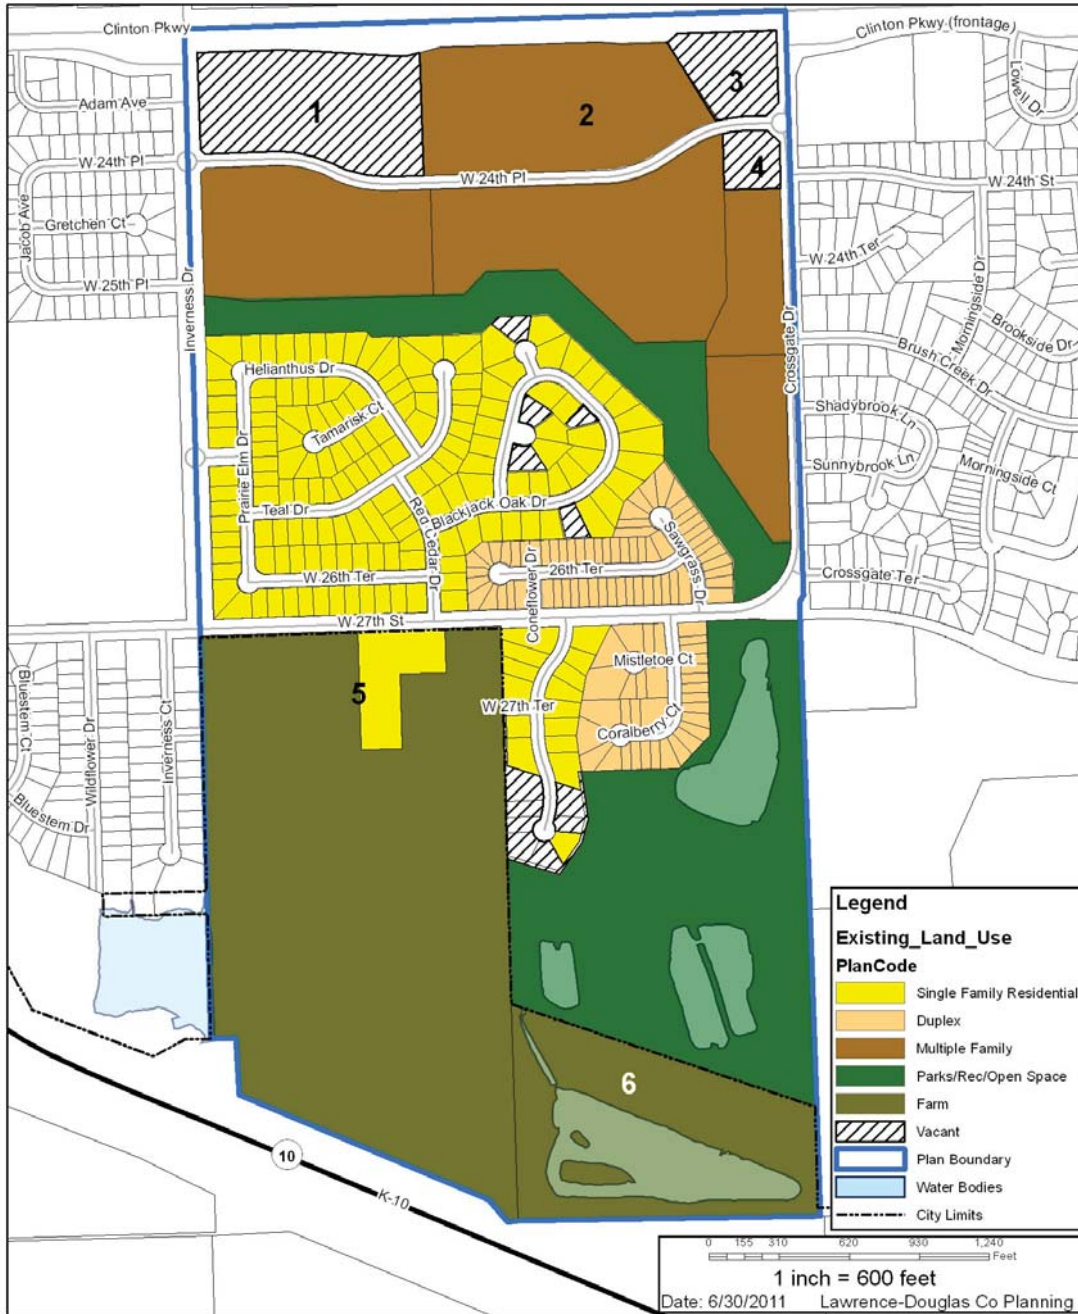 Clinton Pkwy
Clinton Pkwy (frontage)
Lowell Dr
Adam Ave
W 24th Pl
Jacob Ave
Gretchen Ct
W 25th Pl
Inverness Dr
1
2
3
4
W 24th Pl
W 24th St
W 24th Ter
Morningside Dr
Brookside Dr
Brush Creek Dr
Crossgate Dr
Shadybrook Ln
Sunnybrook Ln
Morningside Ct
Crossgate Ter
Helianthus Dr
Tamarisk Ct
Prairie Elm Dr
Teal Dr
Red Cedar Dr
Blackjack Oak Dr
Sawgrass Dr
W 26th Ter
26th Ter
Coneflower Dr
W 27th St
Mistletoe Ct
W 27th Ter
Coralberry Ct
5
Bluestem Ct
Wildflower Dr
Inverness Ct
Bluestem Dr
6
10
K-10
Legend
Existing_Land_Use
PlanCode
Single Family Residential
Duplex
Multiple Family
Parks/Rec/Open Space
Farm
Vacant
Plan Boundary
Water Bodies
City Limits
0 155 310 620 930 1,240
Feet
1 inch = 600 feet
Date: 6/30/2011 Lawrence-Douglas Co Planning